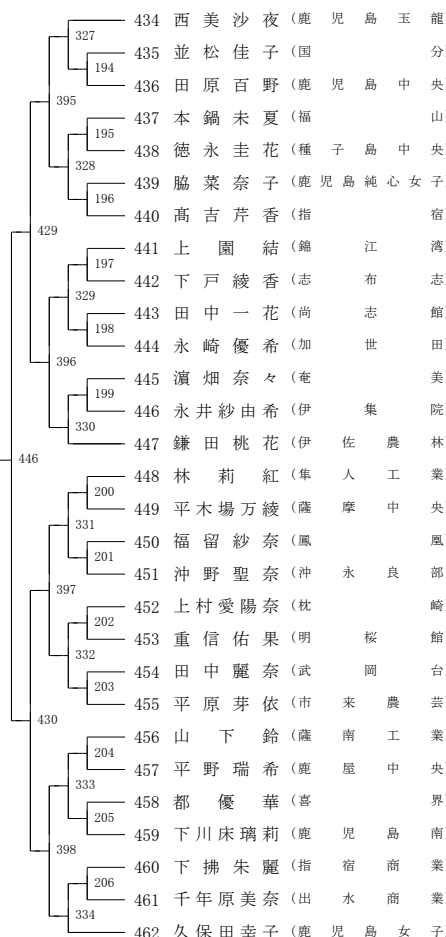 434 西美沙夜 (鹿児島玉龍
327
435 並松佳子 (国分
194
436 田原百野 (鹿児島中央
395
437 本鍋未夏 (福山
195
438 徳永圭花 (種子島中央
328
439 脇菜奈子 (鹿児島純心女子
196
440 髙吉芹香 (指宿
429
441 上園結 (錦江湾
197
442 下戸綾香 (志布志
329
443 田中一花 (尚志館
198
444 永崎優希 (加世田
396
445 濵畑奈々 (奄美
199
446 永井紗由希 (伊集院
330
447 鎌田桃花 (伊佐農林
446
448 林莉紅 (隼人工業
200
449 平木場万綾 (薩摩中央
331
450 福留紗奈 (鳳凰
201
451 沖野聖奈 (沖永良部
397
452 上村愛陽奈 (枕崎
202
453 重信佑果 (明桜館
332
454 田中麗奈 (武岡台
203
455 平原芽依 (市来農芸
430
456 山下鈴 (薩南工業
204
457 平野瑞希 (鹿屋中央
333
458 都優華 (喜界
205
459 下川床璃莉 (鹿児島南
398
460 下拂朱麗 (指宿商業
206
461 千年原美奈 (出水商業
334
462 久保田幸子 (鹿児島女子